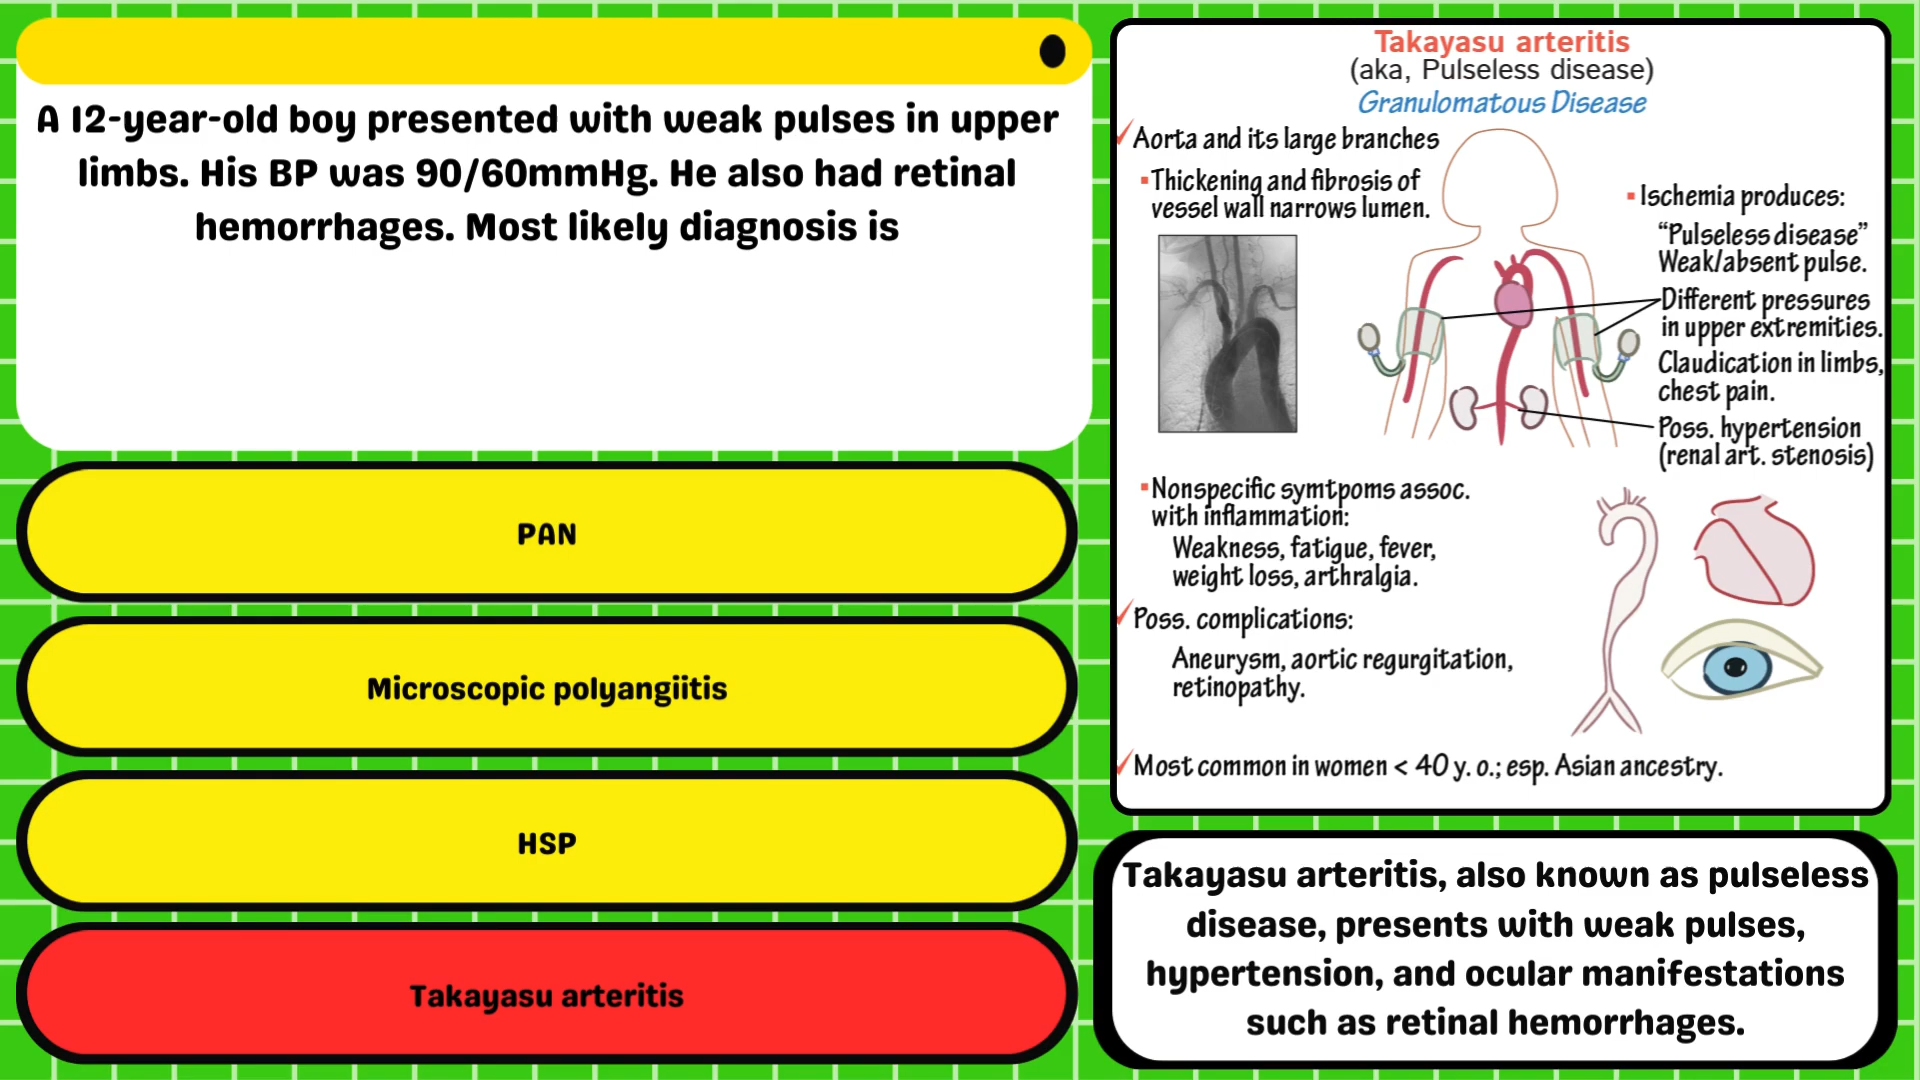 A 12-year-old boy presented with weak pulses in upper
limbs. His BP was 90/60mmHg. He also had retinal
hemorrhages. Most likely diagnosis is
PAN
Microscopic polyangiitis
HSP
Takayasu arteritis
Takayasu arteritis
(aka, Pulseless disease)
Granulomatous Disease
Aorta and its large branches
Thickening and fibrosis of
vessel wall narrows lumen.
Ischemia produces:
“Pulseless disease”
Weak/absent pulse.
Different pressures
in upper extremities.
Claudication in limbs,
chest pain.
Poss. hypertension
(renal art. stenosis)
Nonspecific symtpoms assoc.
with inflammation:
Weakness, fatigue, fever,
weight loss, arthralgia.
Poss. complications:
Aneurysm, aortic regurgitation,
retinopathy.
Most common in women < 40 y. o.; esp. Asian ancestry.
Takayasu arteritis, also known as pulseless
disease, presents with weak pulses,
hypertension, and ocular manifestations
such as retinal hemorrhages.